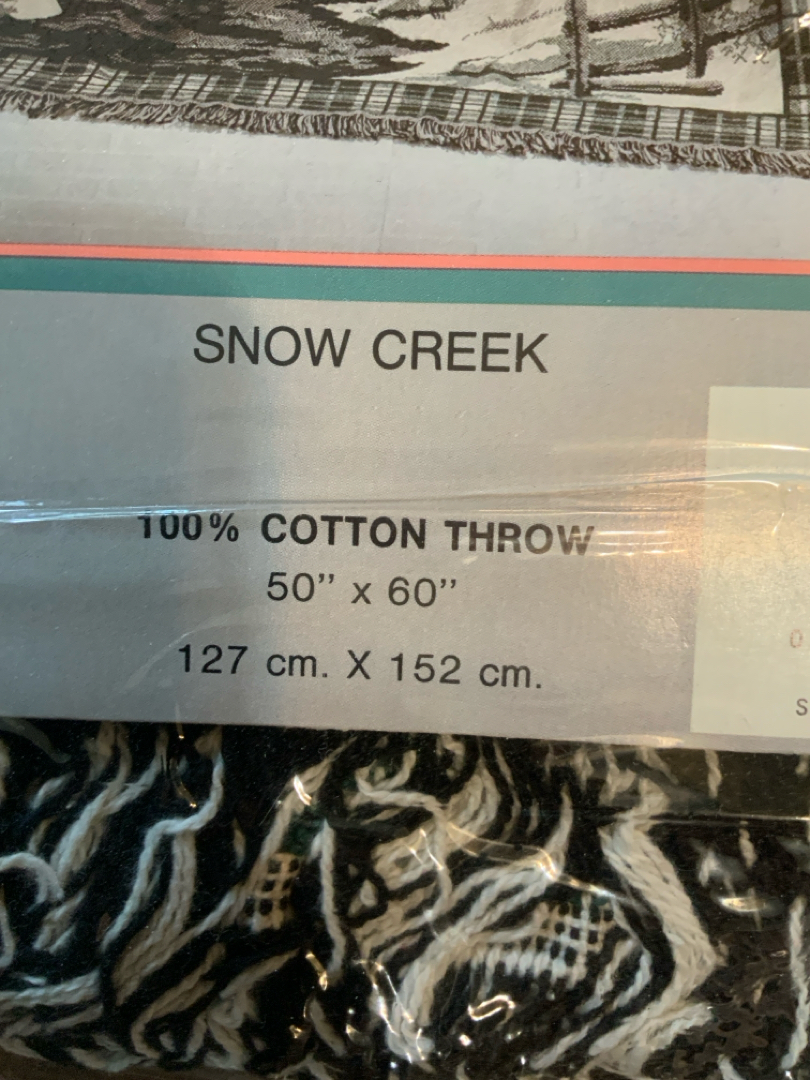 SNOW CREEK
100% COTTON THROW
50” x 60”
127 cm. X 152 cm.